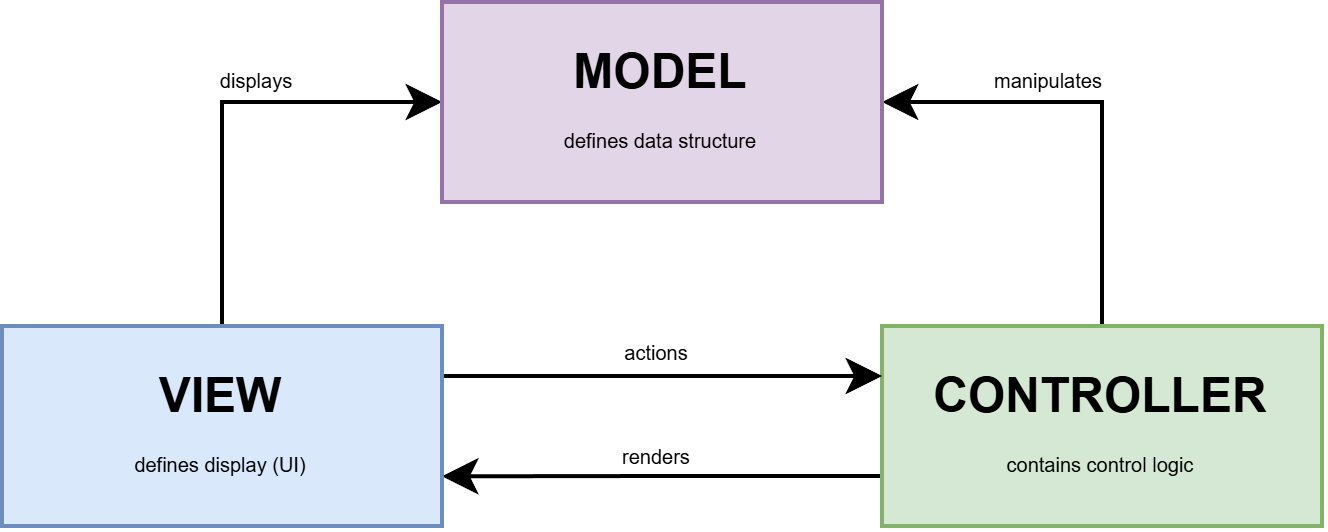 MODEL
displays
manipulates
defines data structure
actions
VIEW
CONTROLLER
renders
defines display (UI)
contains control logic